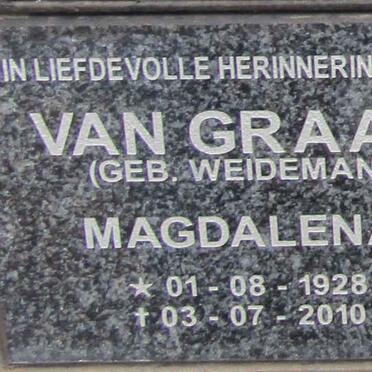 IN LIEFDEVOLLE HERINNERIN
VAN GRAA
(GEB. WEIDEMAN
MAGDALENA
★ 01 - 08 - 1928
† 03 - 07 - 2010